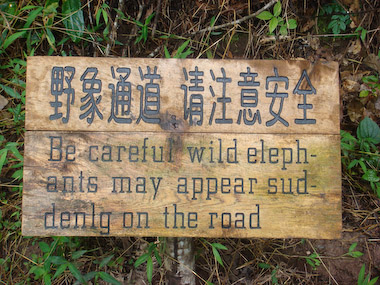 野象通道 请注意安全
Be careful wild eleph-
ants may appear sud-
denlg on the road